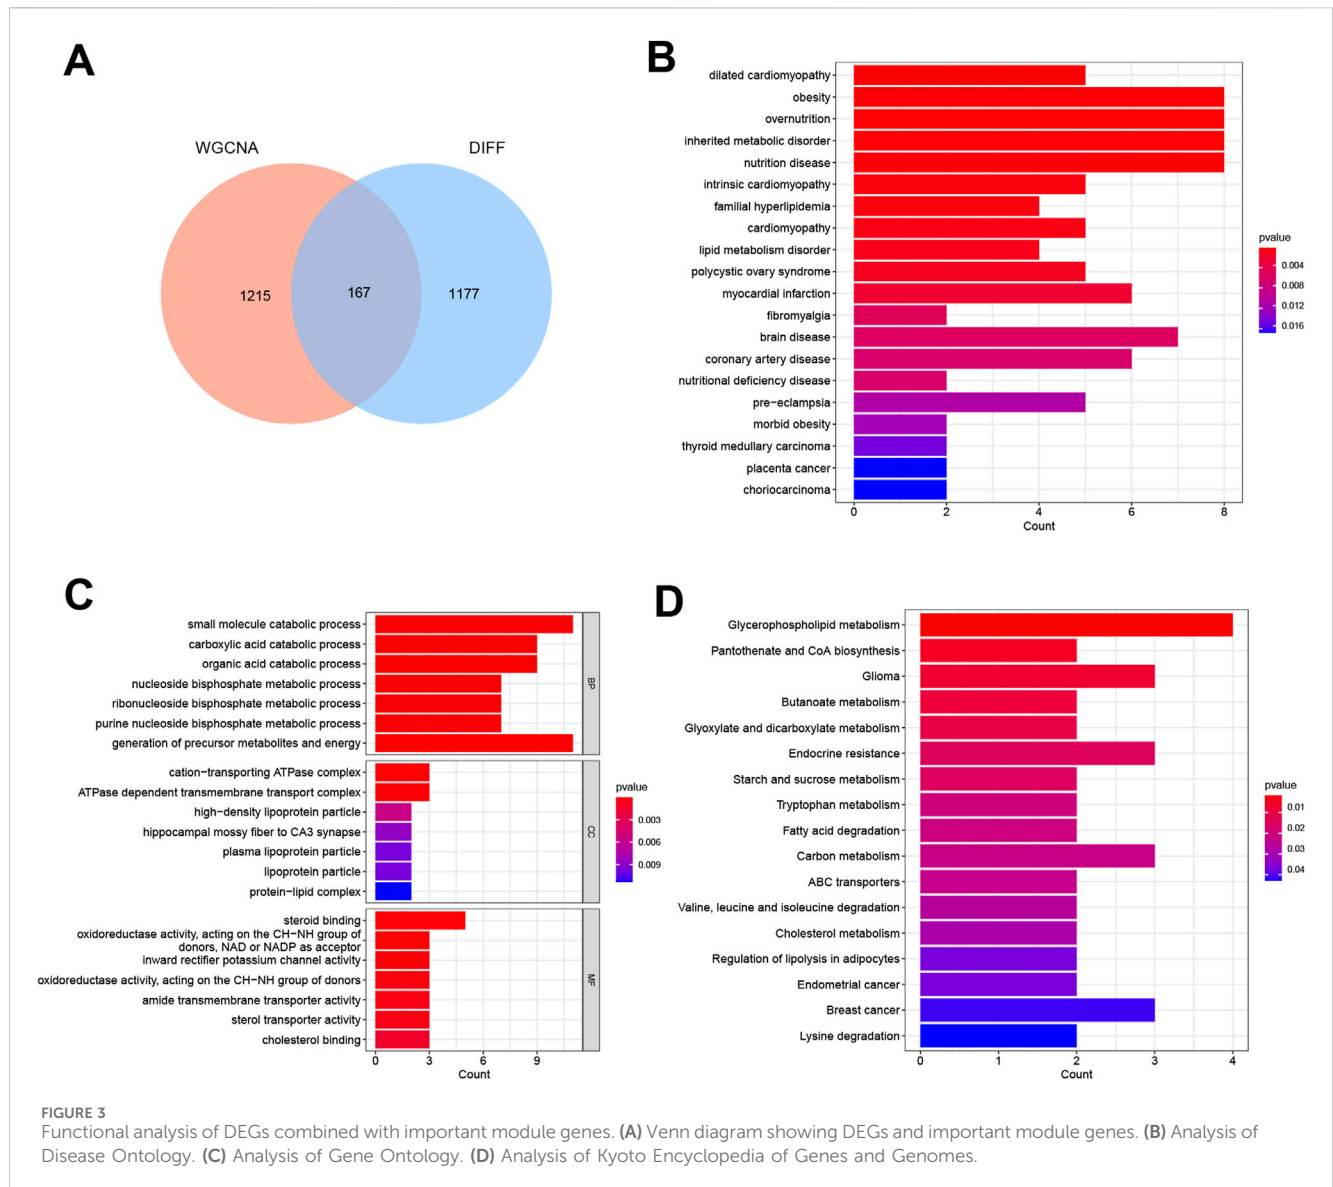 A
WGCNA
DIFF
1215
167
1177
B
dilated cardiomyopathy
obesity
overnutrition
inherited metabolic disorder
nutrition disease
intrinsic cardiomyopathy
familial hyperlipidemia
cardiomyopathy
lipid metabolism disorder
polycystic ovary syndrome
myocardial infarction
fibromyalgia
brain disease
coronary artery disease
nutritional deficiency disease
pre−eclampsia
morbid obesity
thyroid medullary carcinoma
placenta cancer
choriocarcinoma
0 2 4 6 8
Count
pvalue
0.004
0.008
0.012
0.016
C
small molecule catabolic process
carboxylic acid catabolic process
organic acid catabolic process
nucleoside bisphosphate metabolic process
ribonucleoside bisphosphate metabolic process
purine nucleoside bisphosphate metabolic process
generation of precursor metabolites and energy
BP
cation−transporting ATPase complex
ATPase dependent transmembrane transport complex
high−density lipoprotein particle
hippocampal mossy fiber to CA3 synapse
plasma lipoprotein particle
lipoprotein particle
protein−lipid complex
CC
steroid binding
oxidoreductase activity, acting on the CH−NH group of
donors, NAD or NADP as acceptor
inward rectifier potassium channel activity
oxidoreductase activity, acting on the CH−NH group of donors
amide transmembrane transporter activity
sterol transporter activity
cholesterol binding
MF
0 3 6 9
Count
pvalue
0.003
0.006
0.009
D
Glycerophospholipid metabolism
Pantothenate and CoA biosynthesis
Glioma
Butanoate metabolism
Glyoxylate and dicarboxylate metabolism
Endocrine resistance
Starch and sucrose metabolism
Tryptophan metabolism
Fatty acid degradation
Carbon metabolism
ABC transporters
Valine, leucine and isoleucine degradation
Cholesterol metabolism
Regulation of lipolysis in adipocytes
Endometrial cancer
Breast cancer
Lysine degradation
0 1 2 3 4
Count
pvalue
0.01
0.02
0.03
0.04
FIGURE 3
Functional analysis of DEGs combined with important module genes. (A) Venn diagram showing DEGs and important module genes. (B) Analysis of
Disease Ontology. (C) Analysis of Gene Ontology. (D) Analysis of Kyoto Encyclopedia of Genes and Genomes.